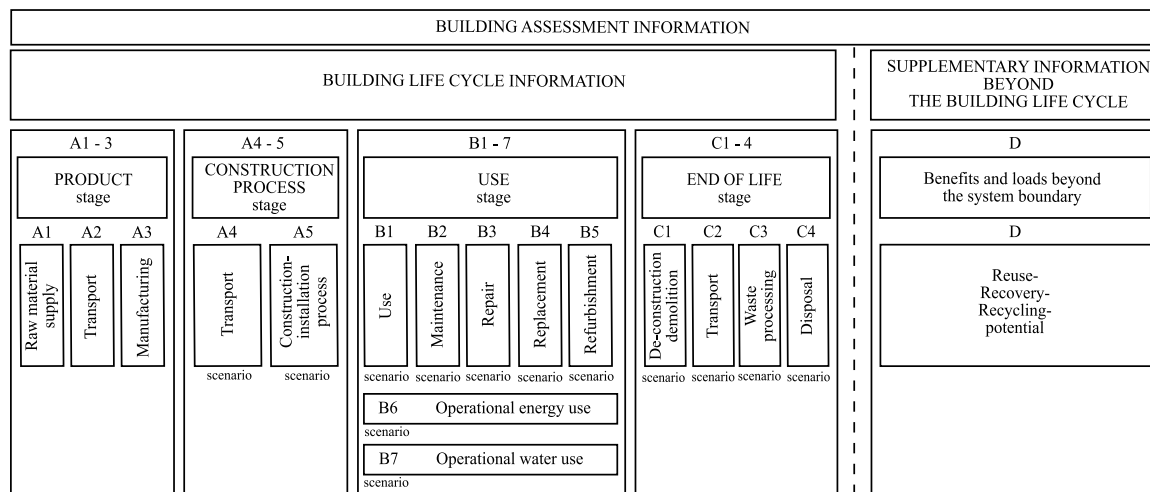 BUILDING ASSESSMENT INFORMATION
BUILDING LIFE CYCLE INFORMATION
SUPPLEMENTARY INFORMATION
BEYOND
THE BUILDING LIFE CYCLE
A1 - 3
PRODUCT
stage
A1
A2
A3
Raw material
supply
Transport
Manufacturing
A4 - 5
CONSTRUCTION
PROCESS
stage
A4
A5
Transport
Construction-
installation
process
scenario
scenario
B1 - 7
USE
stage
B1
B2
B3
B4
B5
Use
Maintenance
Repair
Replacement
Refurbishment
scenario
scenario
scenario
scenario
scenario
B6 Operational energy use
scenario
B7 Operational water use
scenario
C1 - 4
END OF LIFE
stage
C1
C2
C3
C4
De-construction
demolition
Transport
Waste
processing
Disposal
scenario
scenario
scenario
scenario
D
Benefits and loads beyond
the system boundary
D
Reuse-
Recovery-
Recycling-
potential